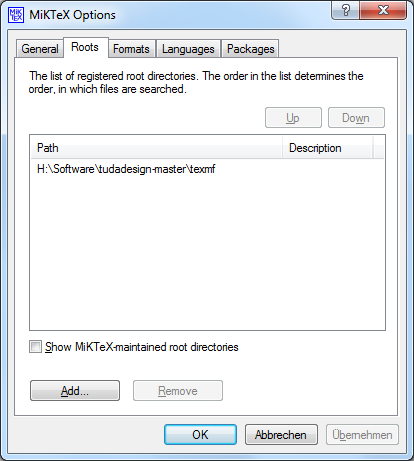 MiKTeX Options
General Roots Formats Languages Packages
The list of registered root directories. The order in the list determines the
order, in which files are searched.
Up Down
Path Description
H:\Software\tudadesign-master\texmf
Show MiKTeX-maintained root directories
Add... Remove
OK Abbrechen Übernehmen